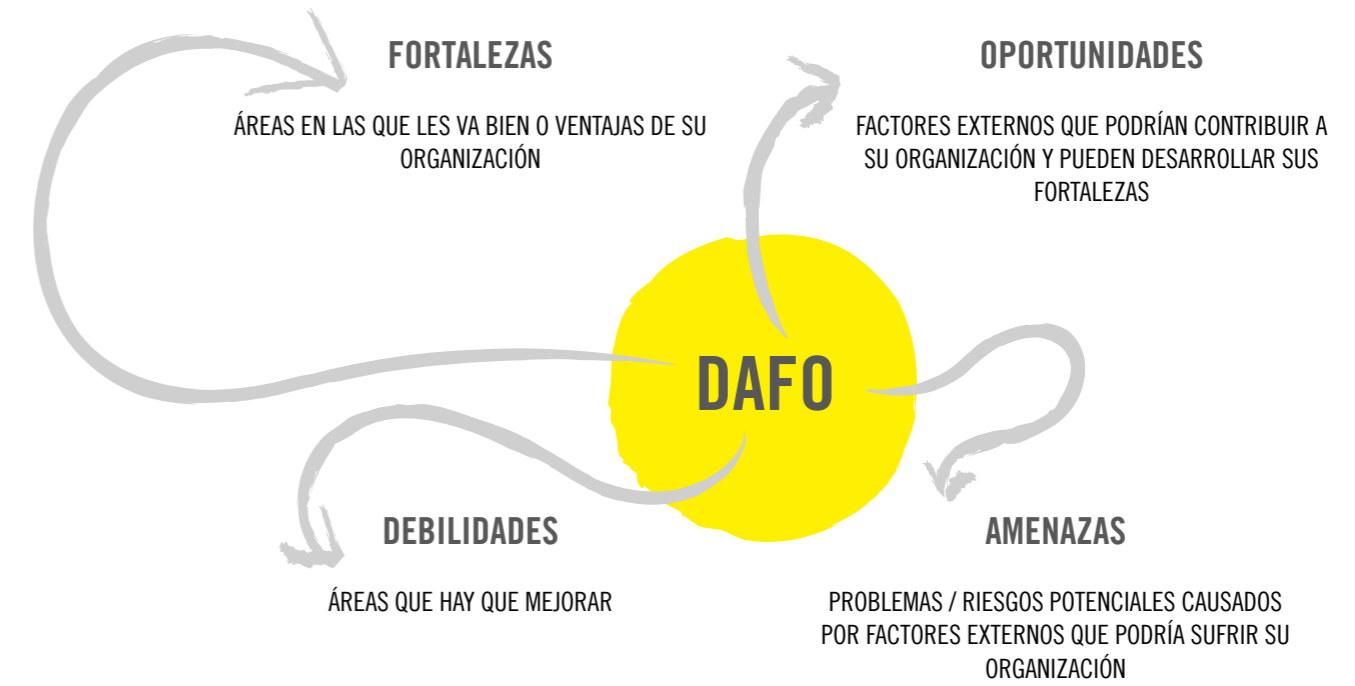 FORTALEZAS
ÁREAS EN LAS QUE LES VA BIEN O VENTAJAS DE SU
ORGANIZACIÓN
OPORTUNIDADES
FACTORES EXTERNOS QUE PODRÍAN CONTRIBUIR A
SU ORGANIZACIÓN Y PUEDEN DESARROLLAR SUS
FORTALEZAS
DAFO
DEBILIDADES
ÁREAS QUE HAY QUE MEJORAR
AMENAZAS
PROBLEMAS / RIESGOS POTENCIALES CAUSADOS
POR FACTORES EXTERNOS QUE PODRÍA SUFRIR SU
ORGANIZACIÓN